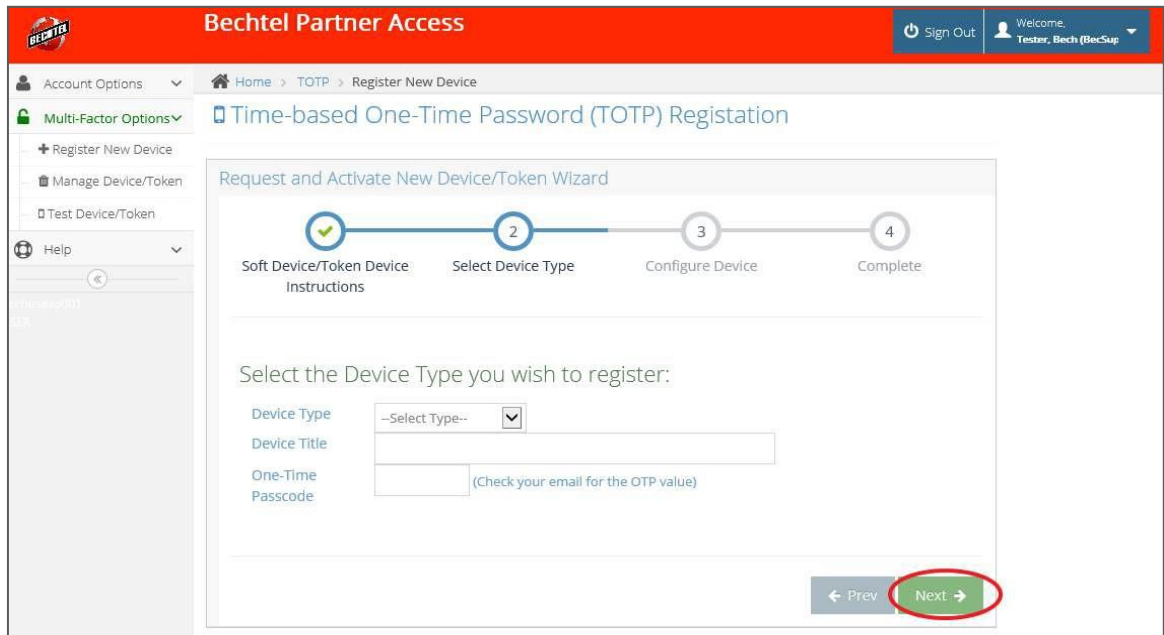 BECHTEL
Bechtel Partner Access
Sign Out
Welcome,
Tester, Bech (BecSup
Account Options
Multi-Factor Options
Register New Device
Manage Device/Token
Test Device/Token
Help
Home > TOTP > Register New Device
Time-based One-Time Password (TOTP) Registation
Request and Activate New Device/Token Wizard
2
3
4
Soft Device/Token Device
Instructions
Select Device Type
Configure Device
Complete
Select the Device Type you wish to register:
Device Type
--Select Type--
Device Title
One-Time
Passcode
(Check your email for the OTP value)
Prev
Next